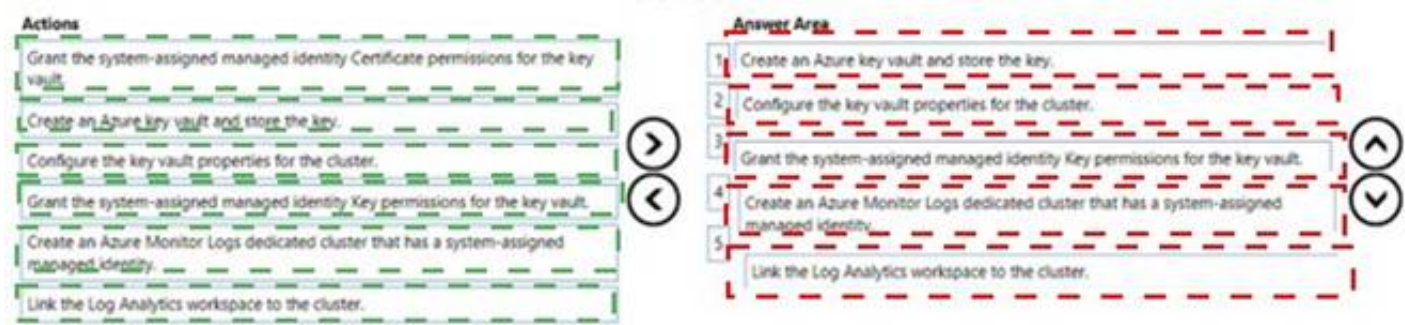 Actions
Grant the system-assigned managed identity Certificate permissions for the key
vault.
Create an Azure key vault and store the key.
Configure the key vault properties for the cluster.
Grant the system-assigned managed identity Key permissions for the key vault.
Create an Azure Monitor Logs dedicated cluster that has a system-assigned
managed identity.
Link the Log Analytics workspace to the cluster.
Answer Area
1 Create an Azure key vault and store the key.
2 Configure the key vault properties for the cluster.
3 Grant the system-assigned managed identity Key permissions for the key vault.
4 Create an Azure Monitor Logs dedicated cluster that has a system-assigned
managed identity.
5 Link the Log Analytics workspace to the cluster.